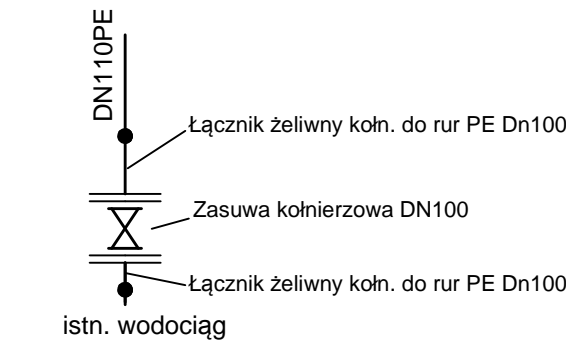 DN110PE
Łącznik żeliwny kołn. do rur PE Dn100
Zasuwa kołnierzowa DN100
Łącznik żeliwny kołn. do rur PE Dn100
istn. wodociąg